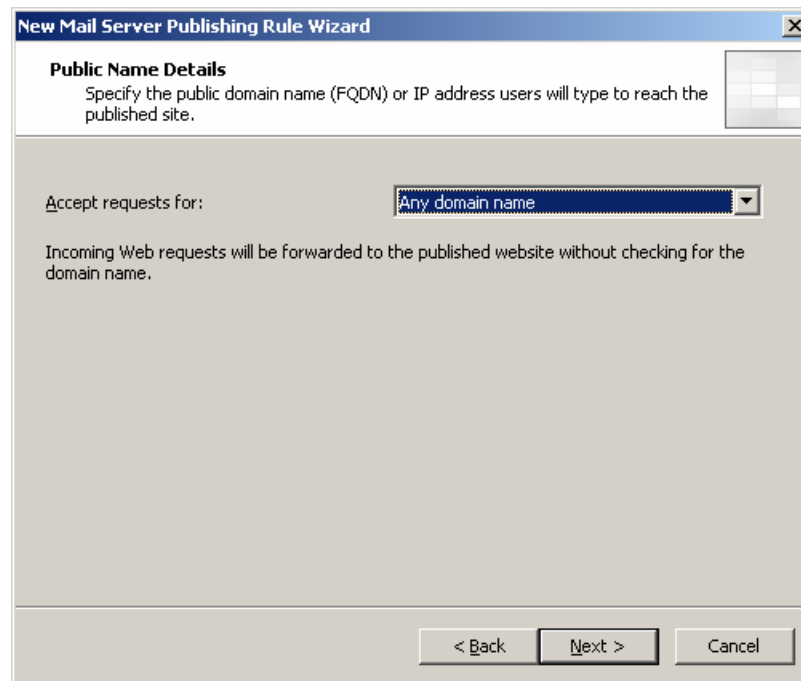 New Mail Server Publishing Rule Wizard
Public Name Details
Specify the public domain name (FQDN) or IP address users will type to reach the
published site.
Accept requests for:
Any domain name
Incoming Web requests will be forwarded to the published website without checking for the
domain name.
< Back
Next >
Cancel